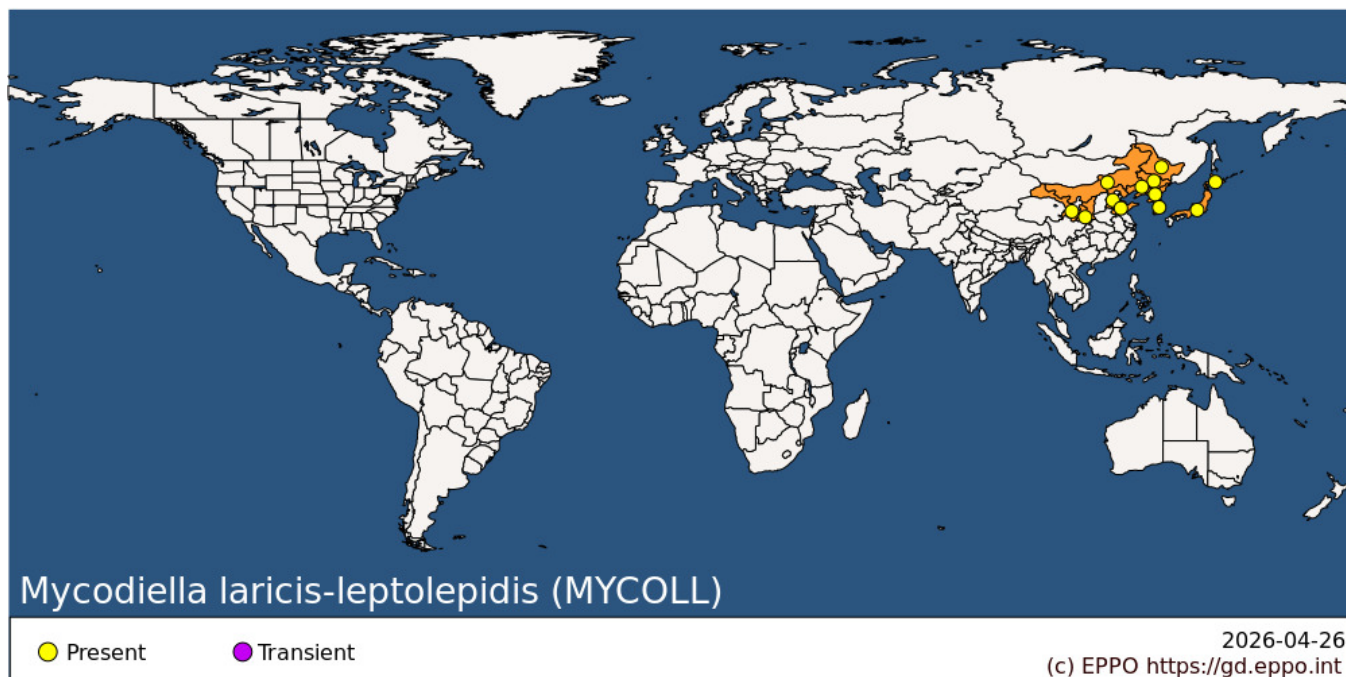 Mycodiella laricis-leptolepidis (MYCOLL)
Present
Transient
2026-04-26
(c) EPPO https://gd.eppo.int